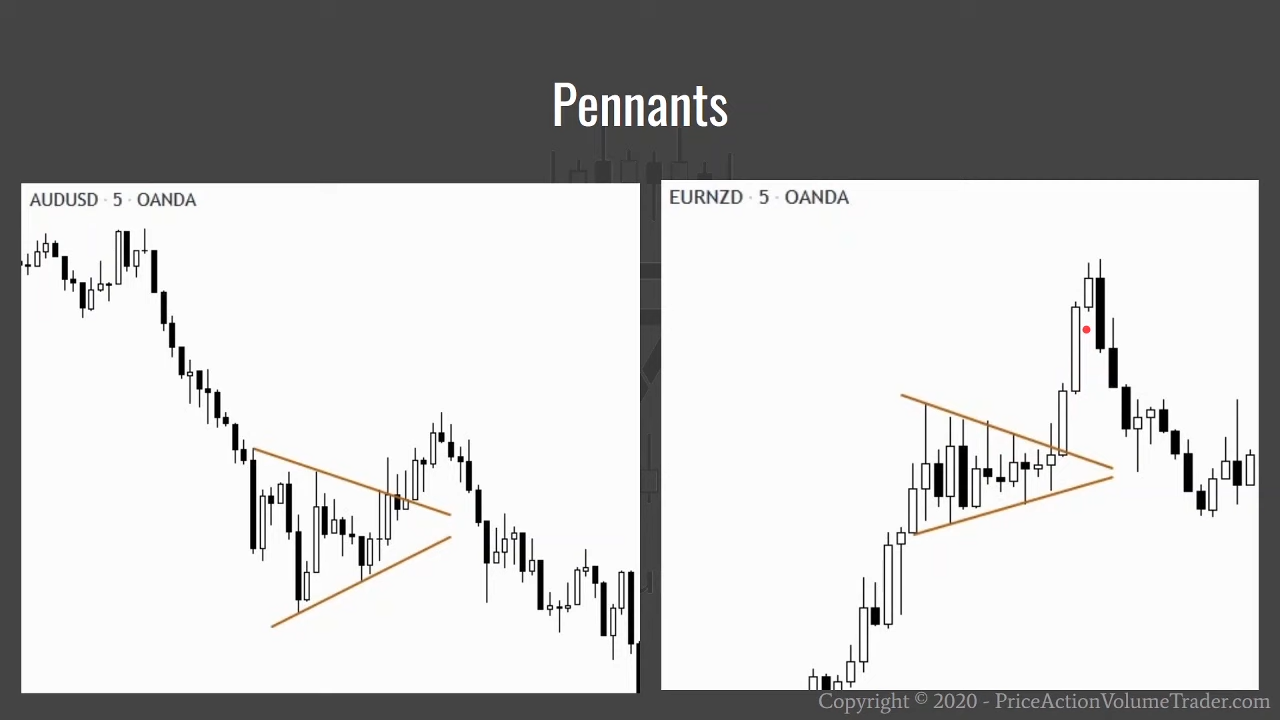 Pennants
AUDUSD · 5 · OANDA
EURNZD · 5 · OANDA
Copyright © 2020 - PriceActionVolumeTrader.com